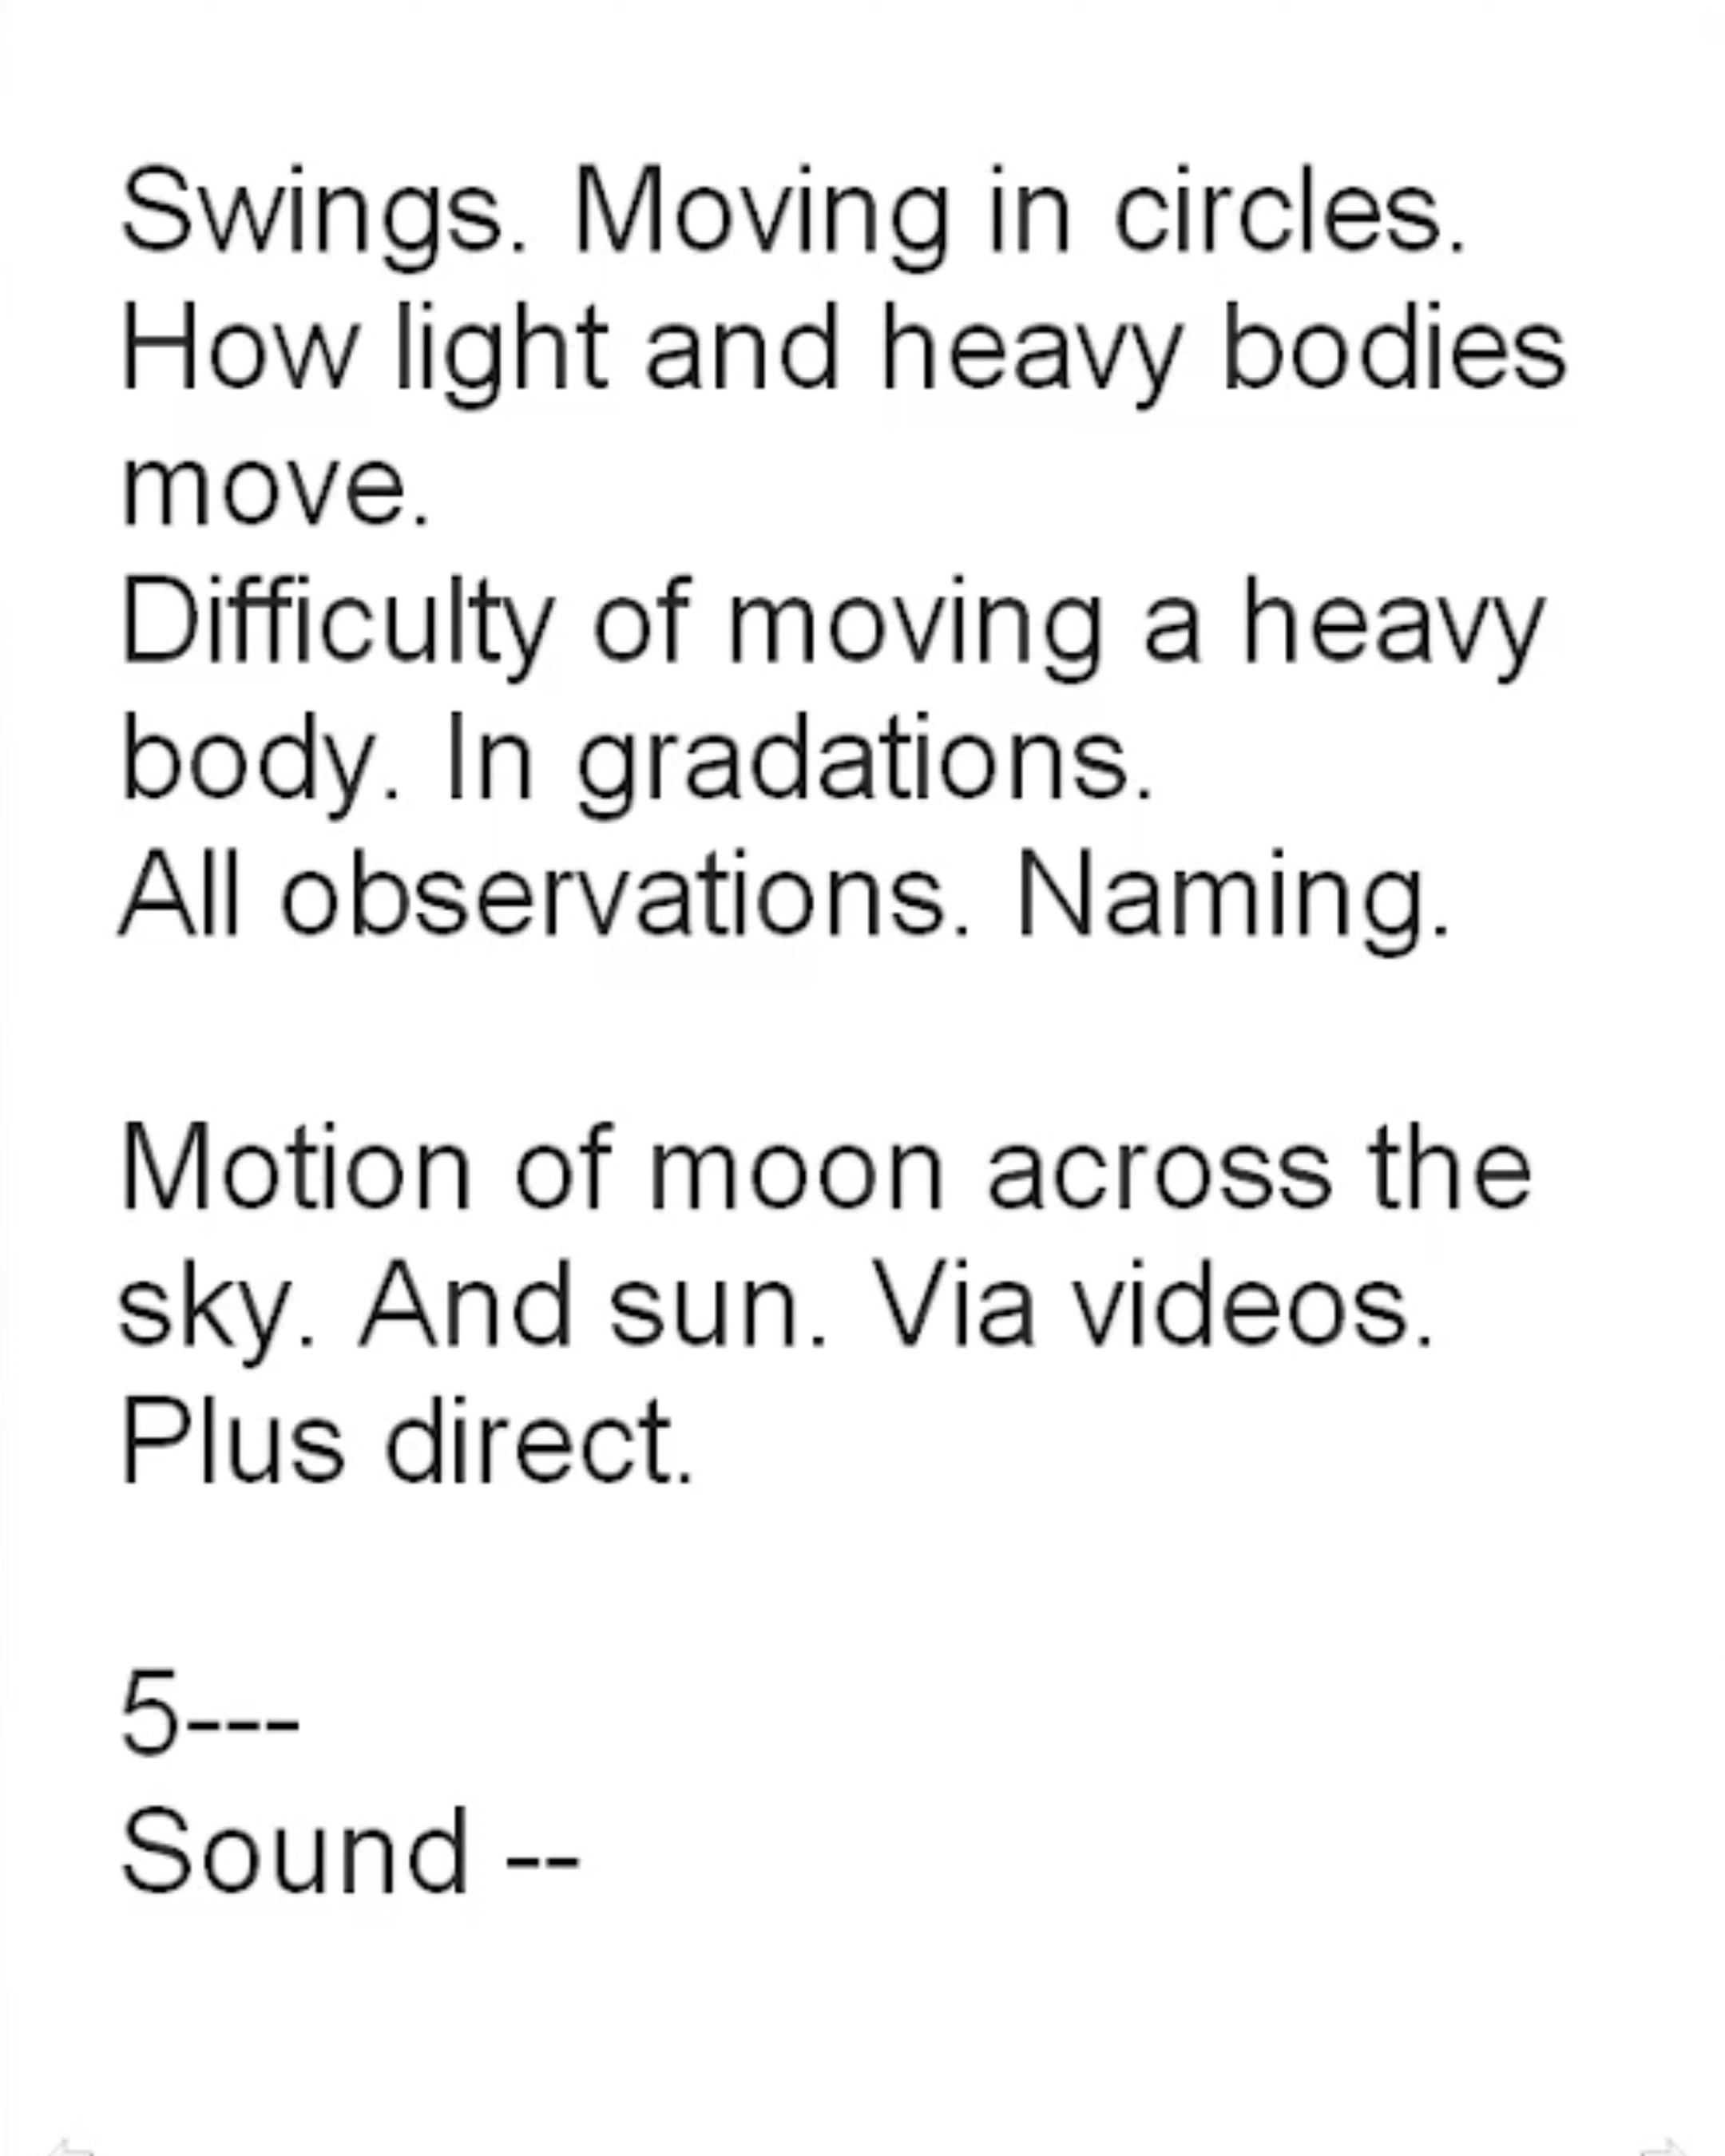 Swings. Moving in circles.
How light and heavy bodies
move.
Difficulty of moving a heavy
body. In gradations.
All observations. Naming.
Motion of moon across the
sky. And sun. Via videos.
Plus direct.
5---
Sound --